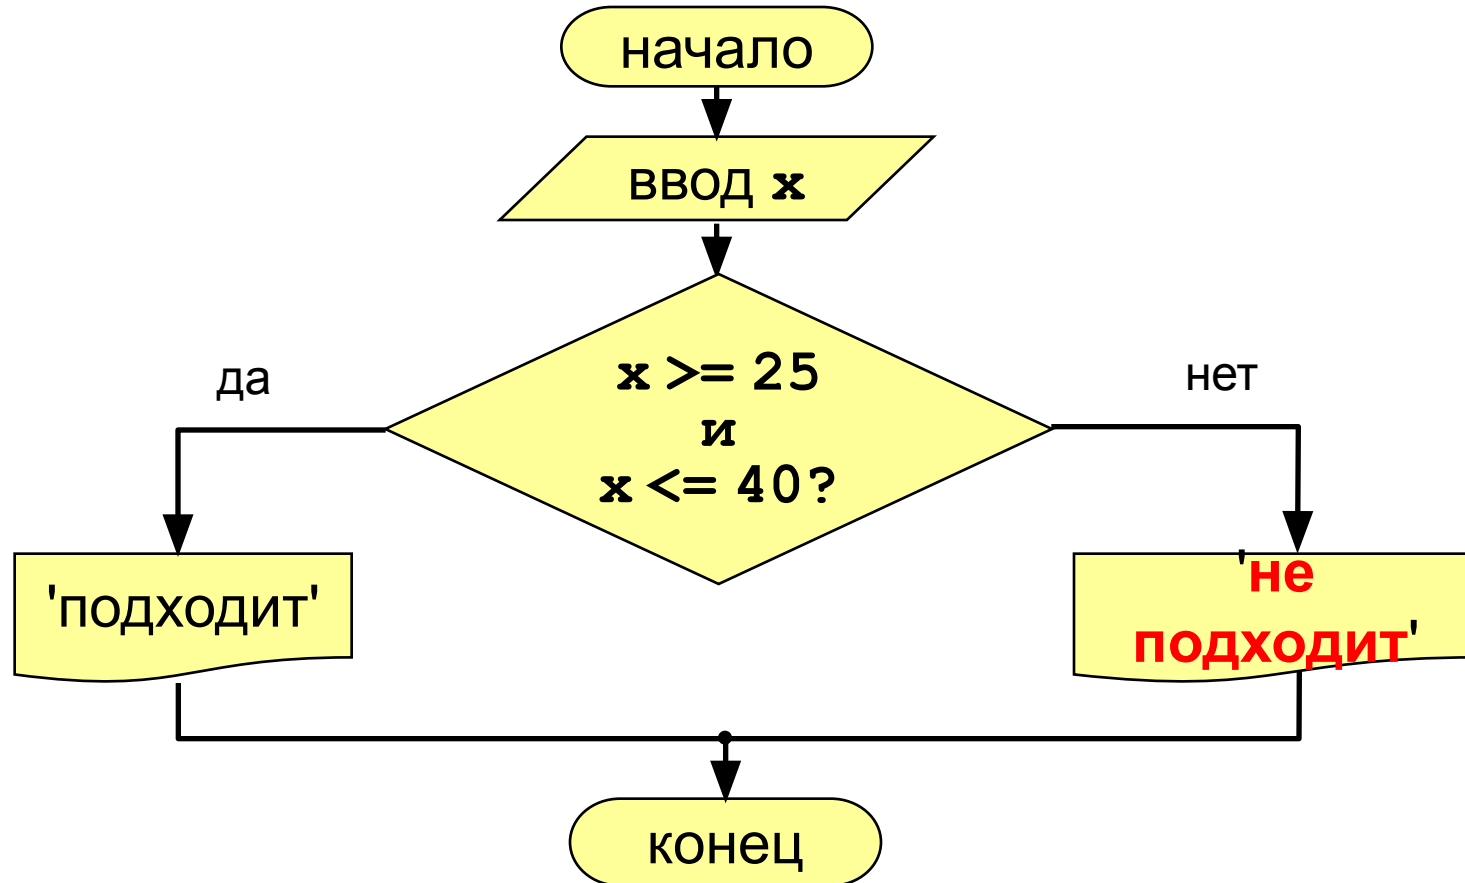 начало
ввод x
x >= 25
и
x <= 40?
да
нет
'подходит'
'не
подходит'
конец